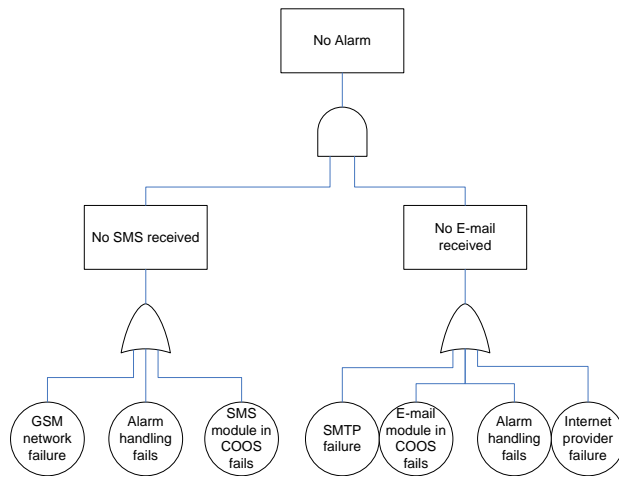 No Alarm
No SMS received
No E-mail
received
GSM
network
failure
Alarm
handling
fails
SMS
module in
COOS
fails
SMTP
failure
E-mail
module in
COOS
fails
Alarm
handling
fails
Internet
provider
failure